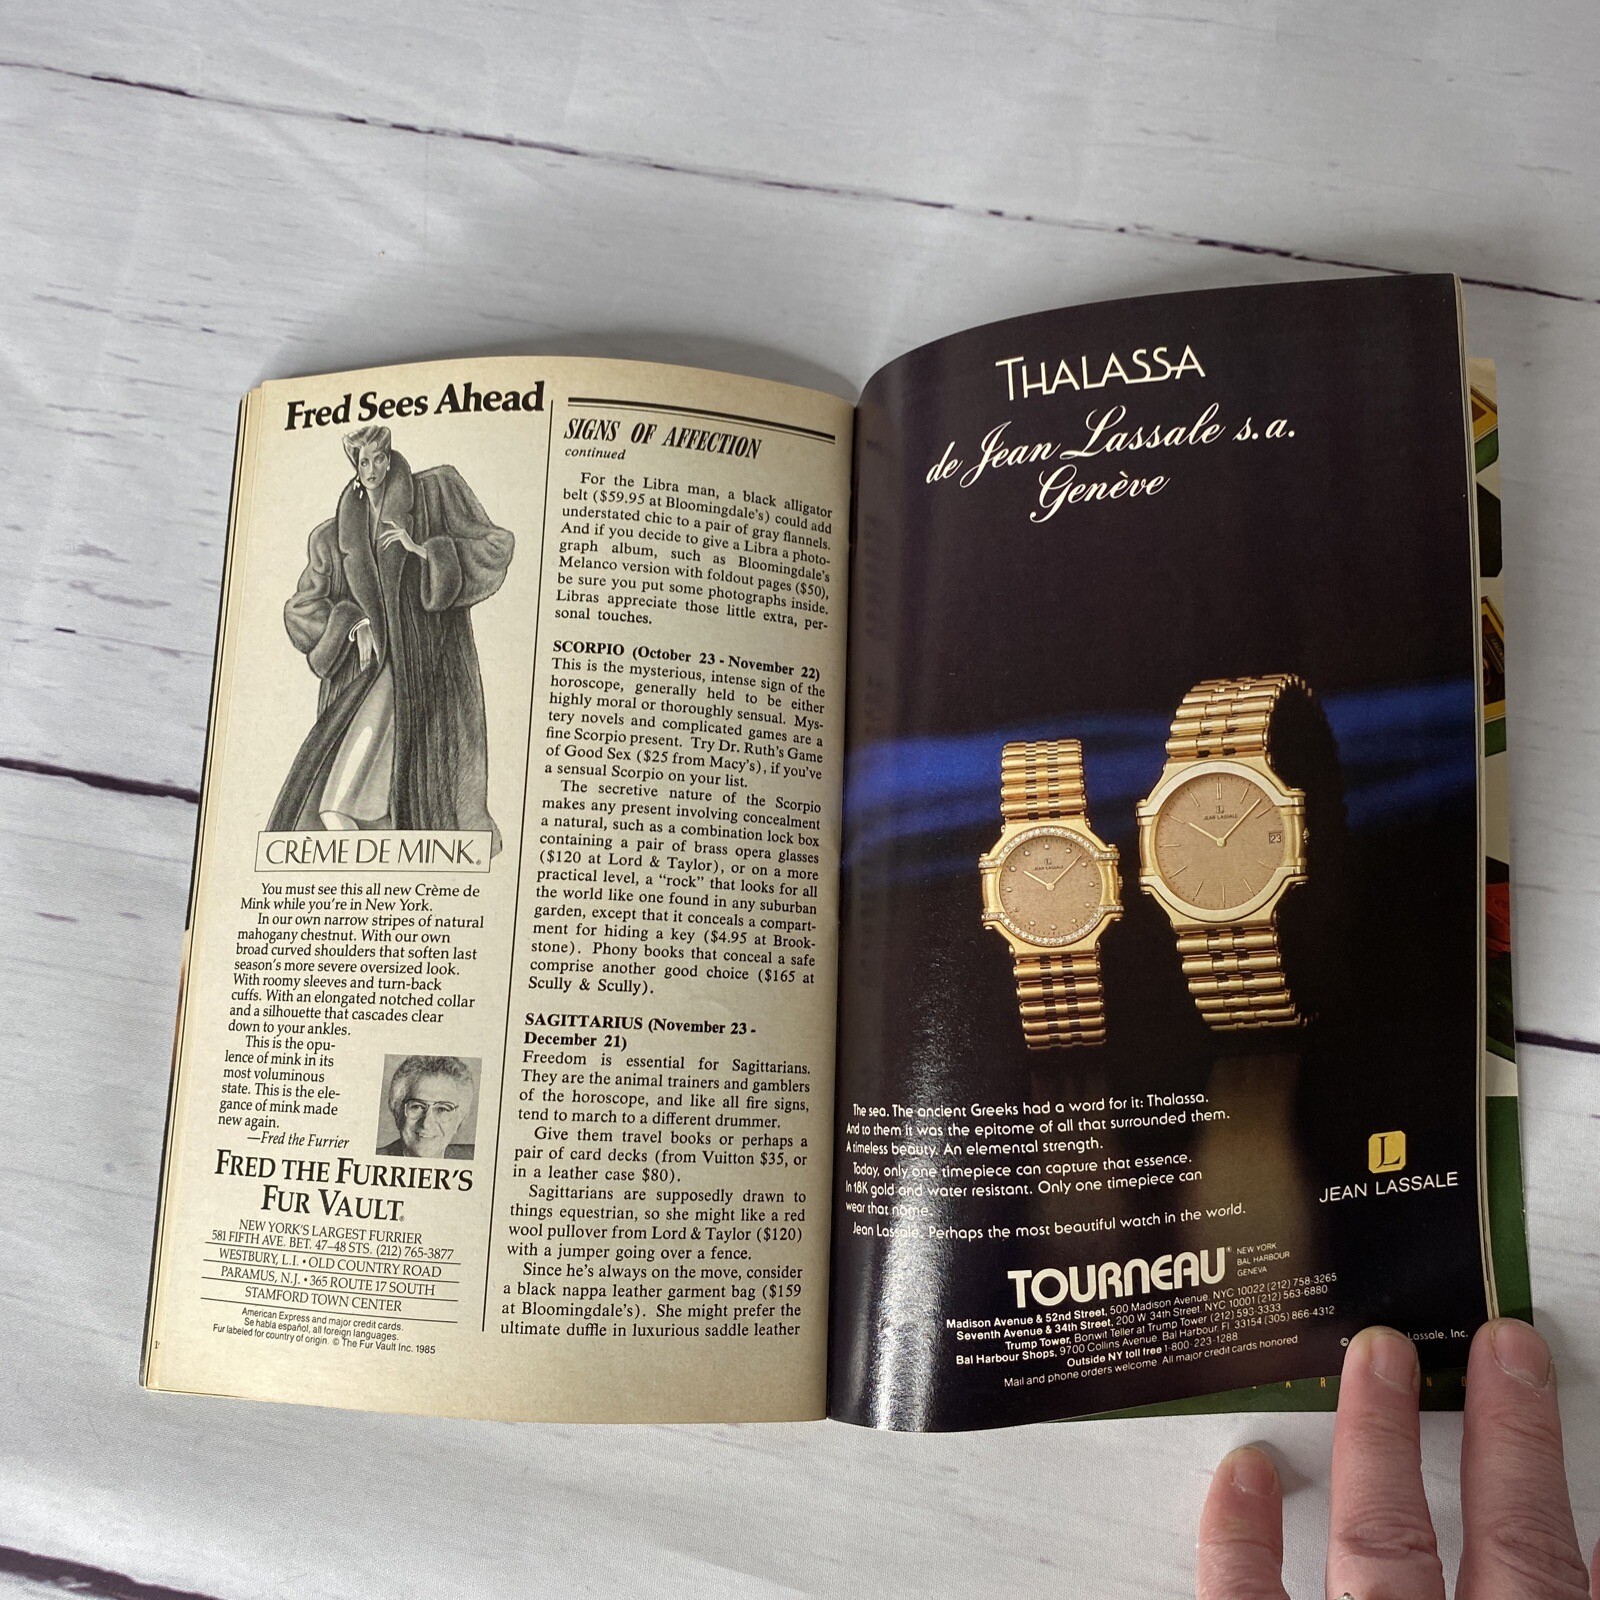 Fred Sees Ahead
CRÈME DE MINK®
You must see this all new Crème de
Mink while you're in New York.
In our own narrow stripes of natural
mahogany chestnut. With our own
broad curved shoulders that soften last
season's more severe oversized look.
With roomy sleeves and turn-back
cuffs. With an elongated notched collar
and a silhouette that cascades clear
down to your ankles.
This is the opu-
lence of mink in its
most voluminous
state. This is the ele-
gance of mink made
new again.
—Fred the Furrier
FRED THE FURRIER'S
FUR VAULT®
NEW YORK'S LARGEST FURRIER
581 FIFTH AVE. BET. 47–48 STS. (212) 765-3877
WESTBURY, L.I. • OLD COUNTRY ROAD
PARAMUS, N.J. • 365 ROUTE 17 SOUTH
STAMFORD TOWN CENTER
American Express and major credit cards.
Se habla español, all foreign languages.
Fur labeled for country of origin. © The Fur Vault Inc. 1985
SIGNS OF AFFECTION
continued
For the Libra man, a black alligator
belt ($59.95 at Bloomingdale's) could add
understated chic to a pair of gray flannels.
And if you decide to give a Libra a photo-
graph album, such as Bloomingdale's
Melanco version with foldout pages ($50),
be sure you put some photographs inside.
Libras appreciate those little extra, per-
sonal touches.
SCORPIO (October 23 - November 22)
This is the mysterious, intense sign of the
horoscope, generally held to be either
highly moral or thoroughly sensual. Mys-
tery novels and complicated games are a
fine Scorpio present. Try Dr. Ruth's Game
of Good Sex ($25 from Macy's), if you've
a sensual Scorpio on your list.
The secretive nature of the Scorpio
makes any present involving concealment
a natural, such as a combination lock box
containing a pair of brass opera glasses
($120 at Lord & Taylor), or on a more
practical level, a “rock” that looks for all
the world like one found in any suburban
garden, except that it conceals a compart-
ment for hiding a key ($4.95 at Brook-
stone). Phony books that conceal a safe
comprise another good choice ($165 at
Scully & Scully).
SAGITTARIUS (November 23 -
December 21)
Freedom is essential for Sagittarians.
They are the animal trainers and gamblers
of the horoscope, and like all fire signs,
tend to march to a different drummer.
Give them travel books or perhaps a
pair of card decks (from Vuitton $35, or
in a leather case $80).
Sagittarians are supposedly drawn to
things equestrian, so she might like a red
wool pullover from Lord & Taylor ($120)
with a jumper going over a fence.
Since he's always on the move, consider
a black nappa leather garment bag ($159
at Bloomingdale's). She might prefer the
ultimate duffle in luxurious saddle leather
THALASSA
de Jean Lassale s.a.
Genève
L
JEAN LASSALE
L
JEAN LASSALE
23
The sea. The ancient Greeks had a word for it: Thalassa.
And to them it was the epitome of all that surrounded them.
A timeless beauty. An elemental strength.
Today, only one timepiece can capture that essence.
In 18K gold and water resistant. Only one timepiece can
wear that name.
Jean Lassale. Perhaps the most beautiful watch in the world.
L
JEAN LASSALE
TOURNEAU®
NEW YORK
BAL HARBOUR
GENEVA
Madison Avenue & 52nd Street, 500 Madison Avenue, NYC 10022 (212) 758-3265
Seventh Avenue & 34th Street, 200 W 34th Street, NYC 10001 (212) 563-6880
Trump Tower, Bonwit Teller at Trump Tower (212) 593-3333
Bal Harbour Shops, 9700 Collins Avenue, Bal Harbour, Fl. 33154 (305) 866-4312
Outside NY toll free 1-800-223-1288
Mail and phone orders welcome. All major credit cards honored.
© Lassale, Inc.